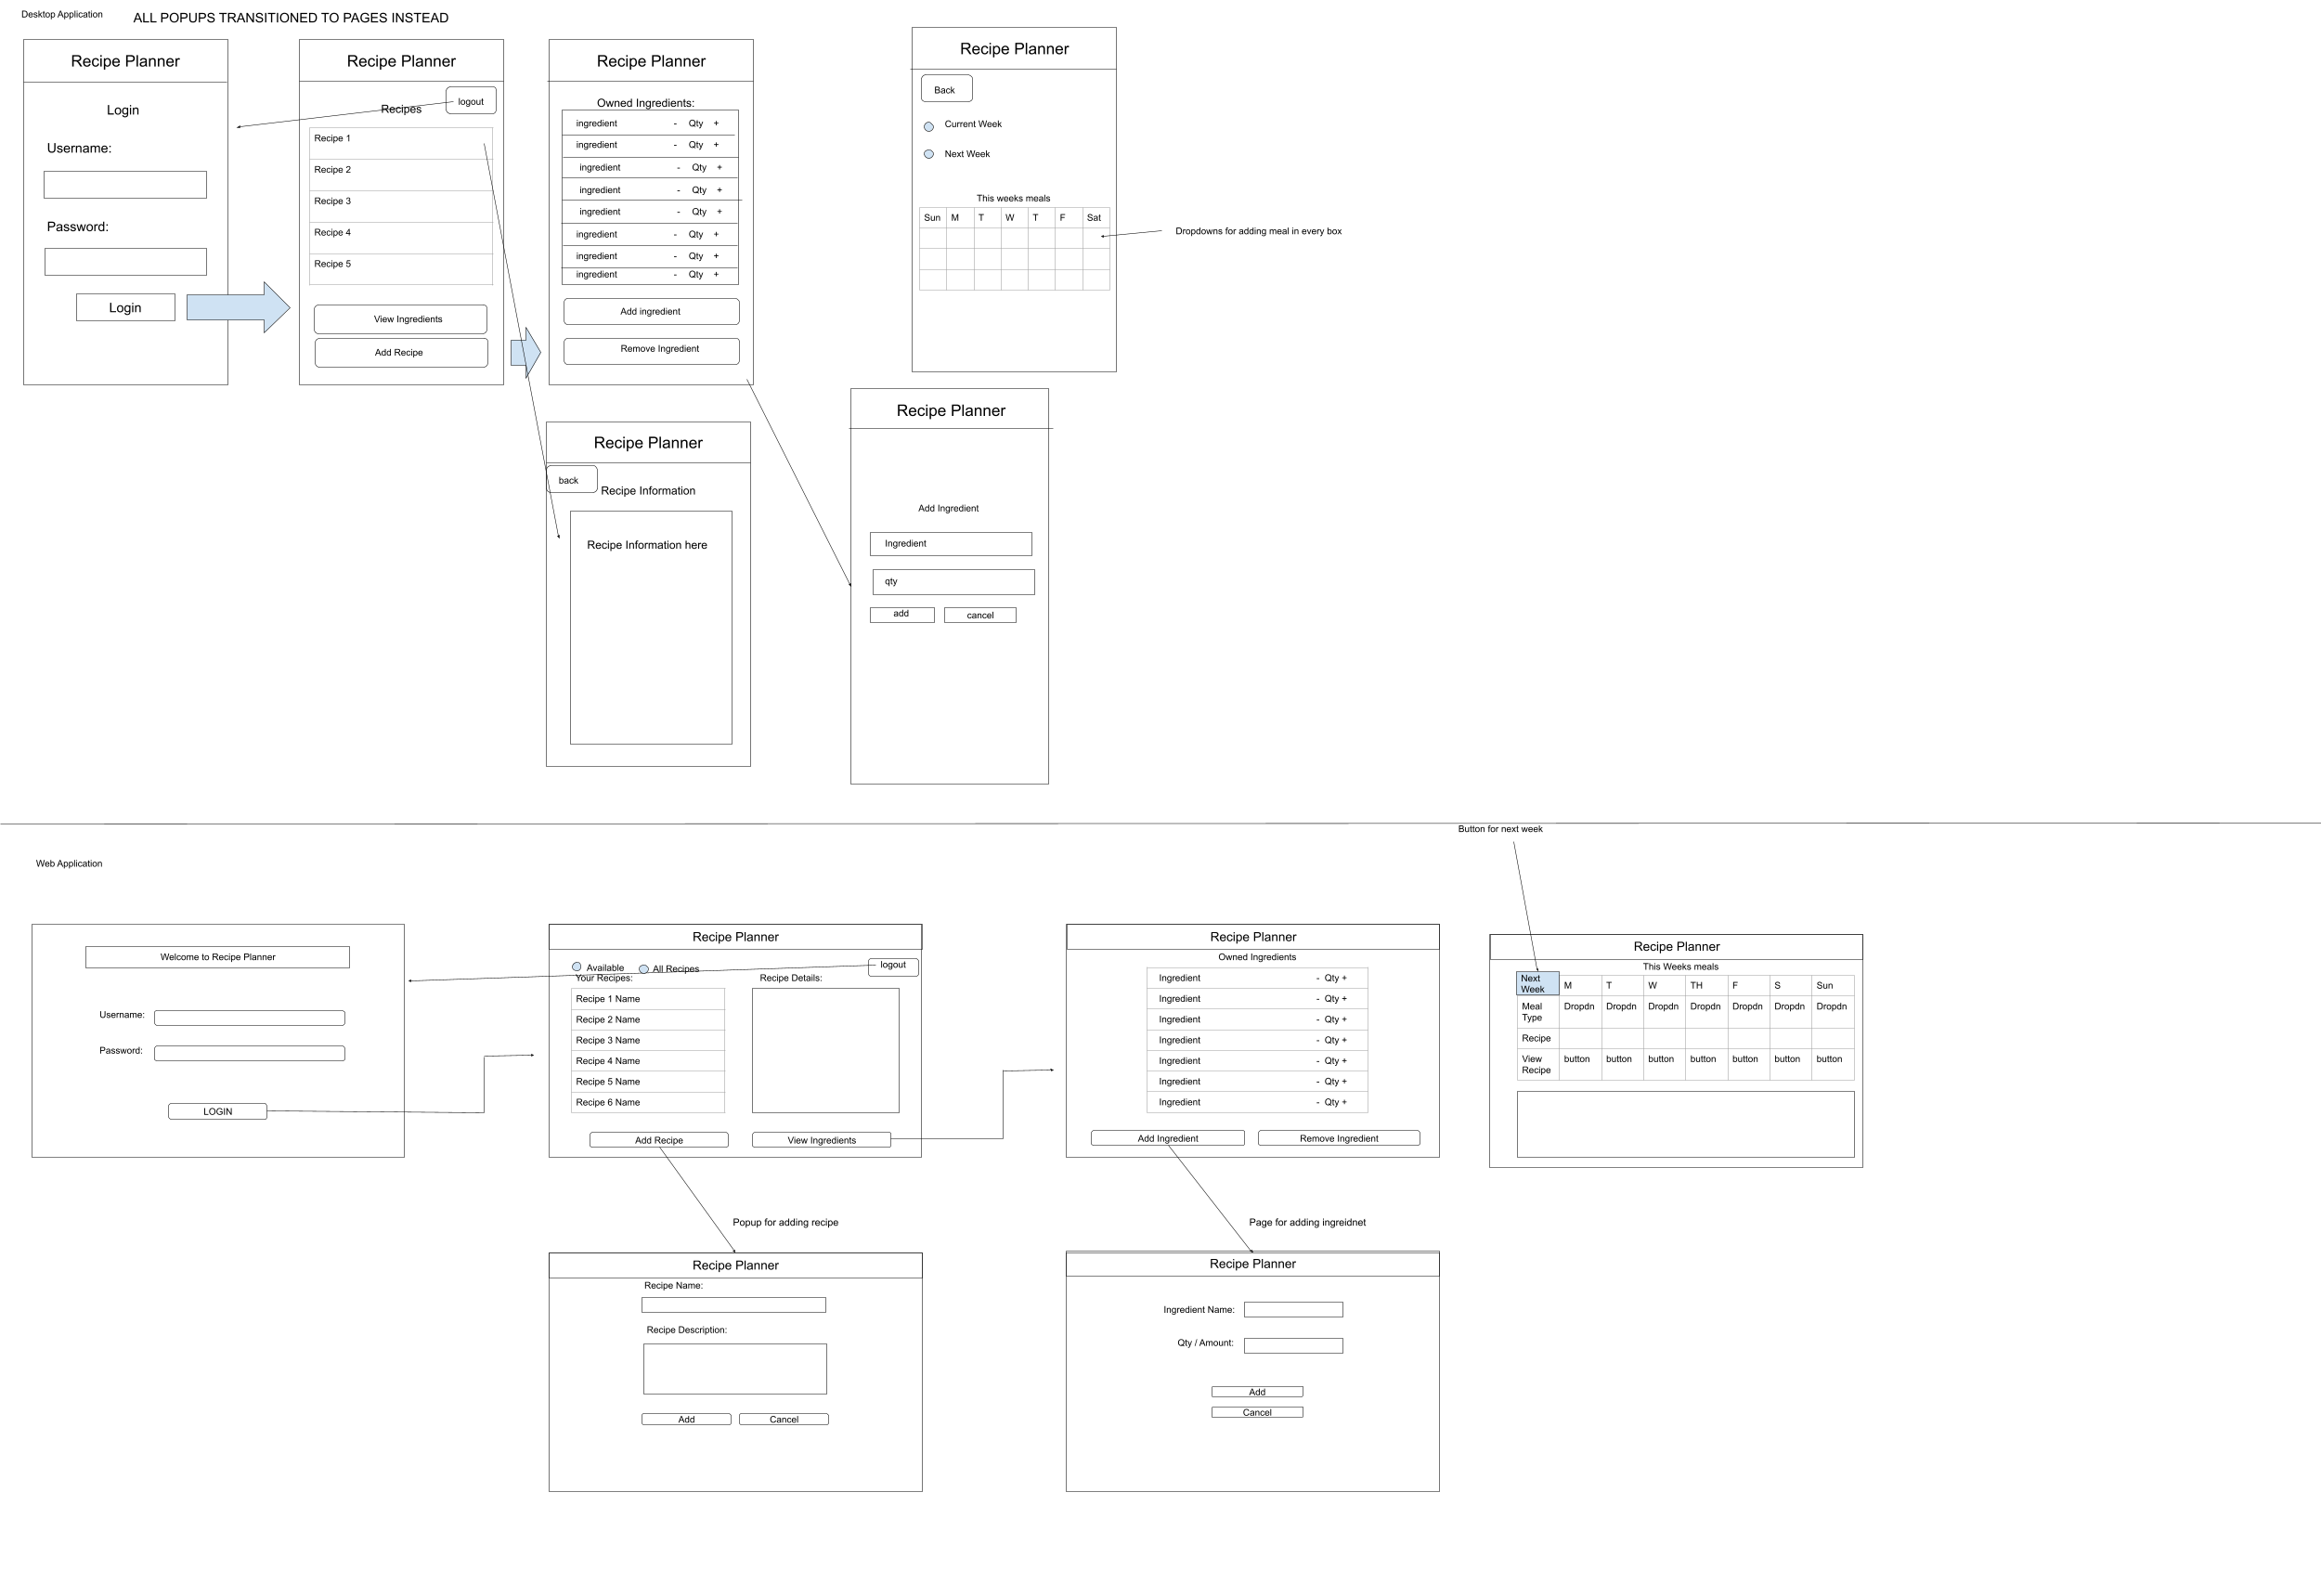 Desktop Application
ALL POPUPS TRANSITIONED TO PAGES INSTEAD
Recipe Planner
Login
Username:
Password:
Login
Recipe Planner
logout
Recipes
Recipe 1
Recipe 2
Recipe 3
Recipe 4
Recipe 5
View Ingredients
Add Recipe
Recipe Planner
Owned Ingredients:
ingredient - Qty +
ingredient - Qty +
ingredient - Qty +
ingredient - Qty +
ingredient - Qty +
ingredient - Qty +
ingredient - Qty +
ingredient - Qty +
Add ingredient
Remove Ingredient
Recipe Planner
Back
Current Week
Next Week
This weeks meals
Sun M T W T F Sat
Dropdowns for adding meal in every box
Recipe Planner
back
Recipe Information
Recipe Information here
Recipe Planner
Add Ingredient
Ingredient
qty
add cancel
Button for next week
Web Application
Welcome to Recipe Planner
Username:
Password:
LOGIN
Recipe Planner
logout
Available All Recipes
Your Recipes: Recipe Details:
Recipe 1 Name
Recipe 2 Name
Recipe 3 Name
Recipe 4 Name
Recipe 5 Name
Recipe 6 Name
Add Recipe View Ingredients
Recipe Planner
Owned Ingredients
Ingredient - Qty +
Ingredient - Qty +
Ingredient - Qty +
Ingredient - Qty +
Ingredient - Qty +
Ingredient - Qty +
Ingredient - Qty +
Add Ingredient Remove Ingredient
Recipe Planner
This Weeks meals
Next
Week M T W TH F S Sun
Meal Dropdn Dropdn Dropdn Dropdn Dropdn Dropdn Dropdn
Type
Recipe
View button button button button button button button
Recipe
Popup for adding recipe
Recipe Planner
Recipe Name:
Recipe Description:
Add Cancel
Page for adding ingreidnet
Recipe Planner
Ingredient Name:
Qty / Amount:
Add
Cancel